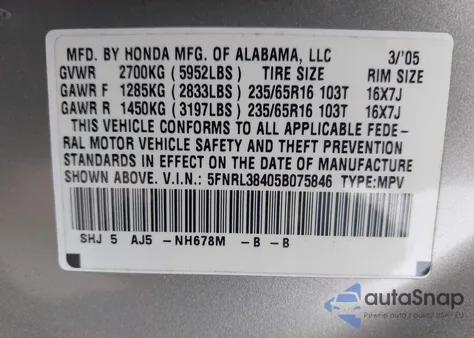 MFD. BY HONDA MFG. OF ALABAMA, LLC 3/'05
GVWR 2700KG (5952LBS) TIRE SIZE RIM SIZE
GAWR F 1285KG (2833LBS) 235/65R16 103T 16X7J
GAWR R 1450KG (3197LBS) 235/65R16 103T 16X7J
THIS VEHICLE CONFORMS TO ALL APPLICABLE FEDE-
RAL MOTOR VEHICLE SAFETY AND THEFT PREVENTION
STANDARDS IN EFFECT ON THE DATE OF MANUFACTURE
SHOWN ABOVE. V.I.N.: 5FNRL38405B075846 TYPE:MPV
SHJ 5 AJ5 -NH678M -B -B
autoSnap